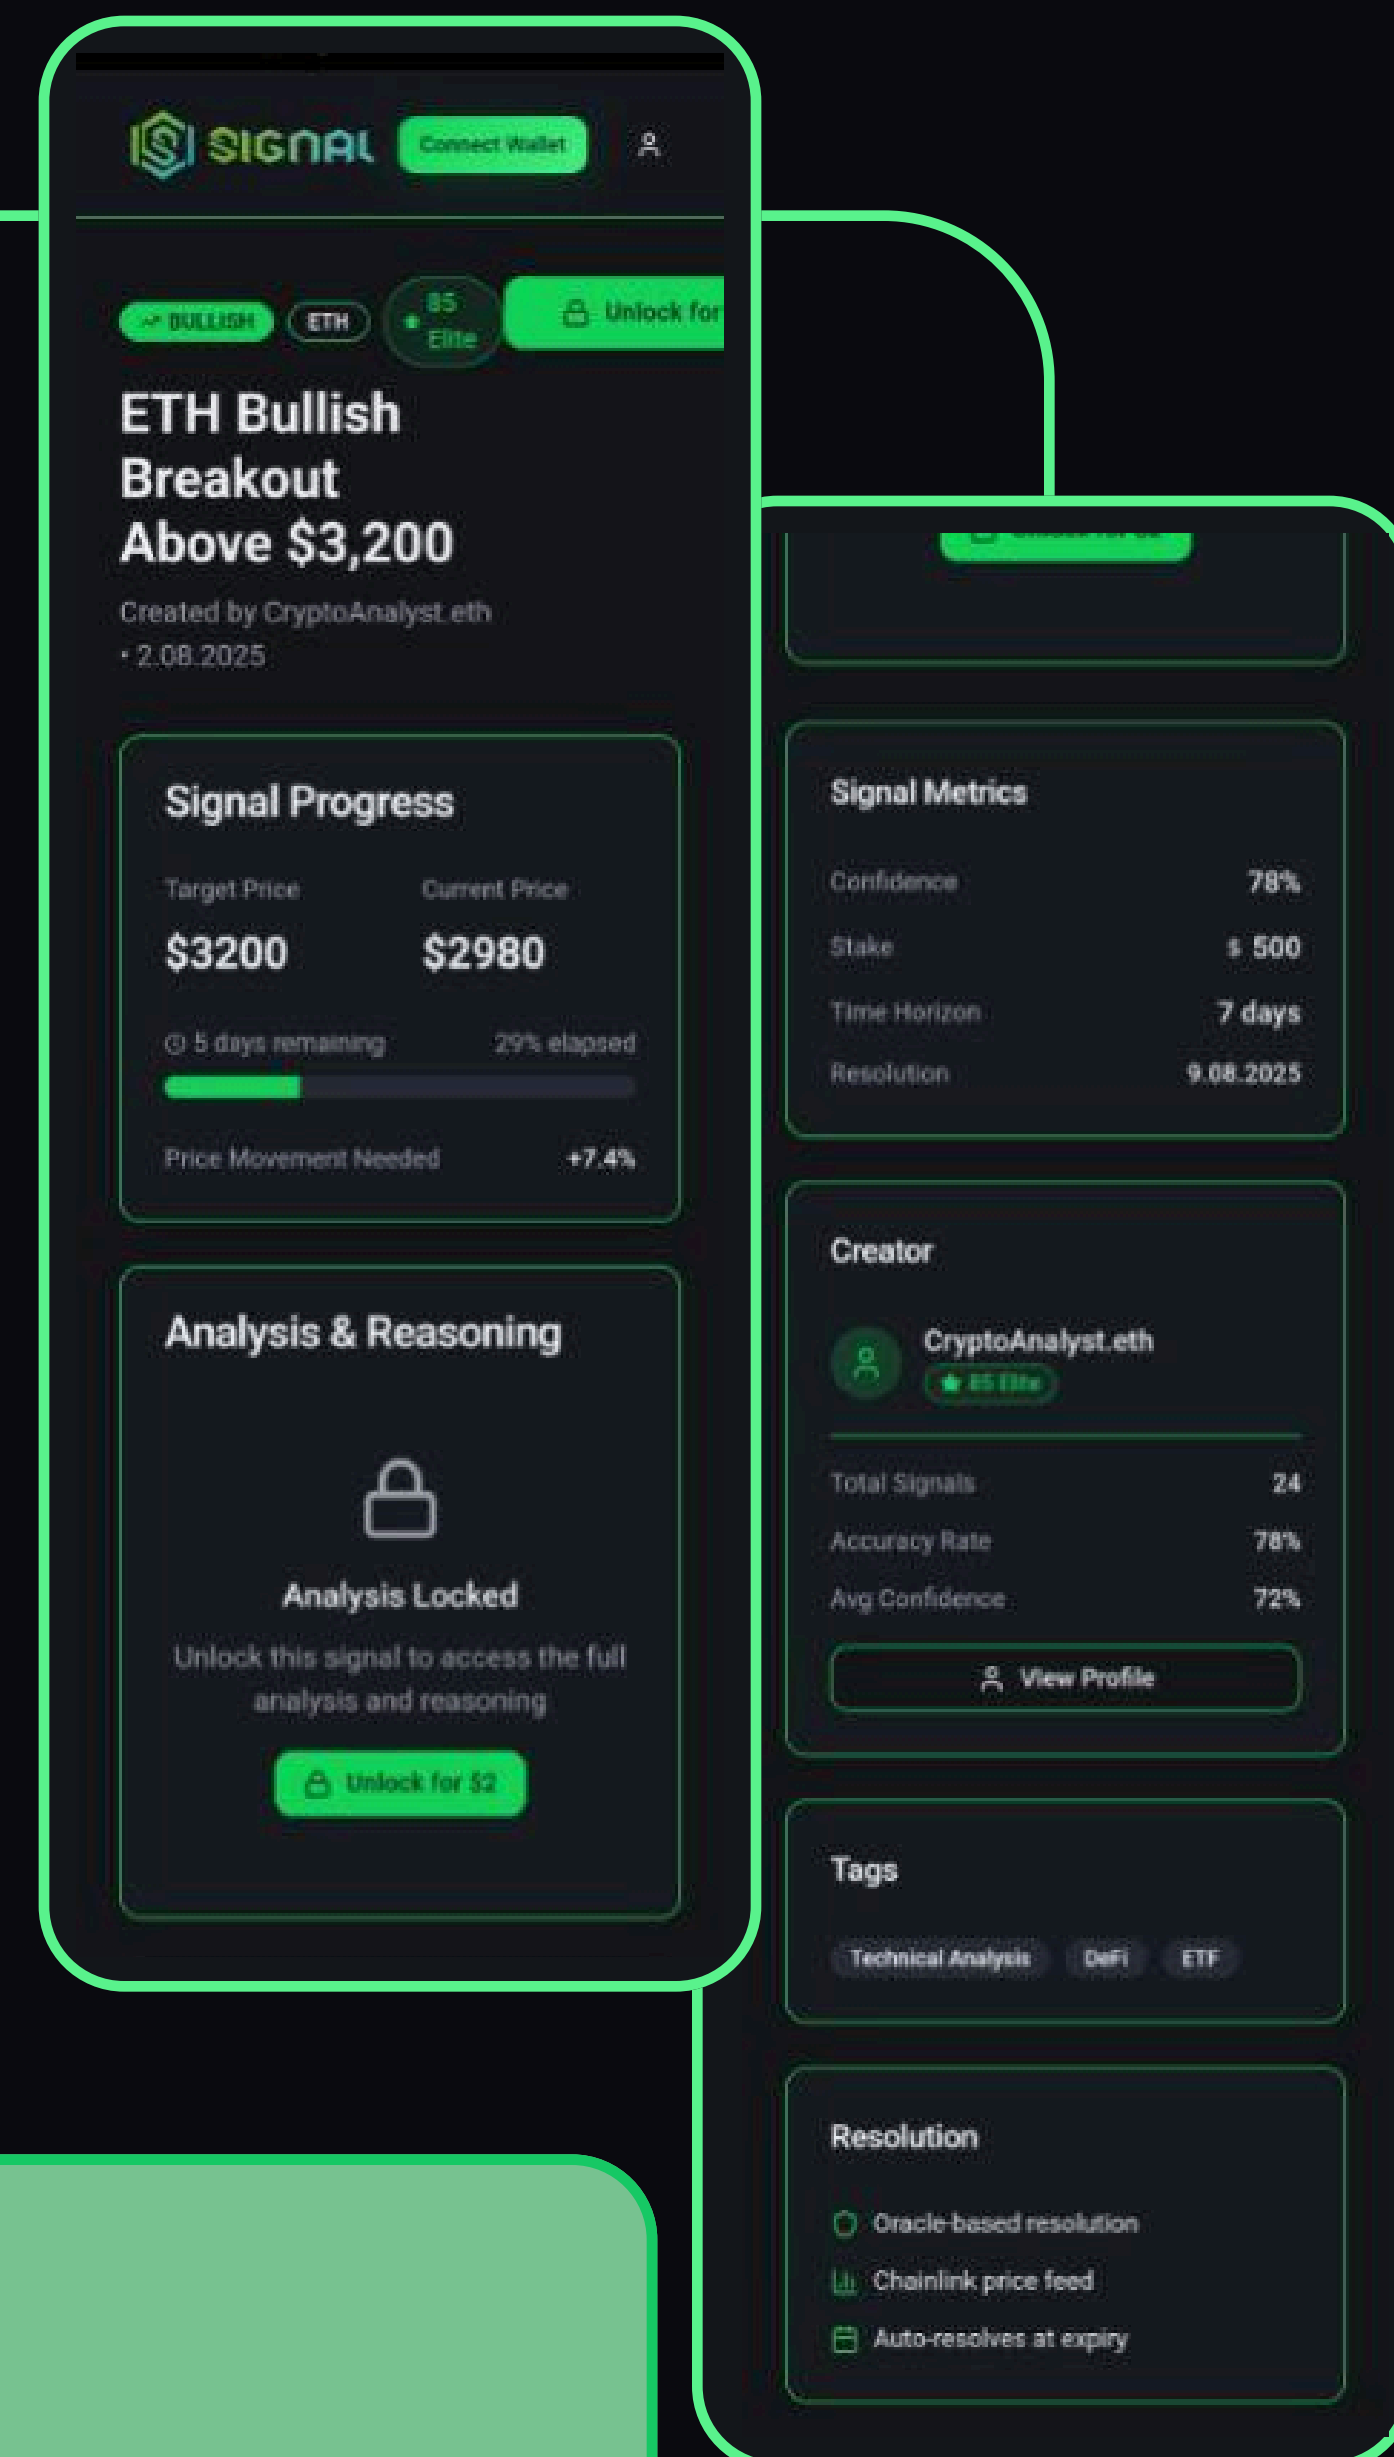 SIGNAL
Connect Wallet
BULLISH
ETH
85
Elite
Unlock for
ETH Bullish
Breakout
Above $3,200
Created by CryptoAnalyst.eth
• 2.08.2025
Signal Progress
Target Price Current Price
$3200 $2980
5 days remaining 29% elapsed
Price Movement Needed +7.4%
Analysis & Reasoning
Analysis Locked
Unlock this signal to access the full
analysis and reasoning
Unlock for $2
Signal Metrics
Confidence 78%
Stake $ 500
Time Horizon 7 days
Resolution 9.08.2025
Creator
CryptoAnalyst.eth
85 Elite
Total Signals 24
Accuracy Rate 78%
Avg Confidence 72%
View Profile
Tags
Technical Analysis DeFi ETF
Resolution
Oracle-based resolution
Chainlink price feed
Auto-resolves at expiry